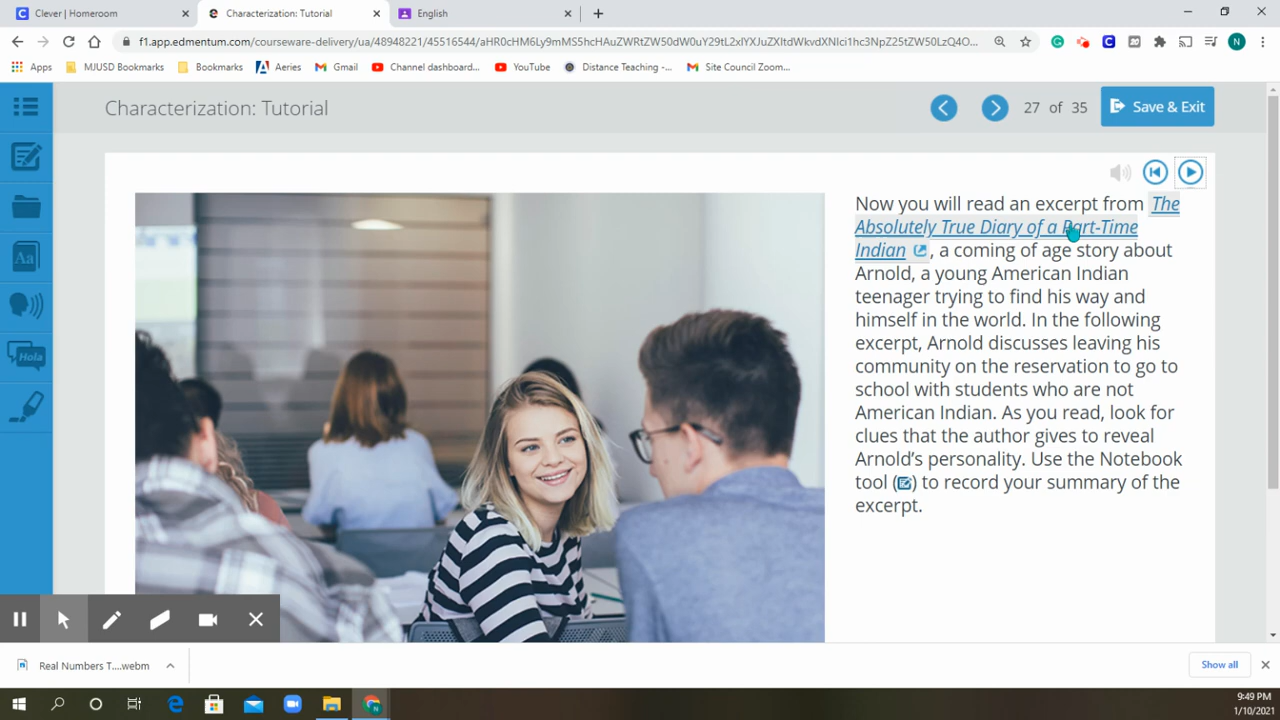 Clever | Homeroom
Characterization: Tutorial
English
f1.app.edmentum.com/courseware-delivery/ua/48948221/45516544/
Apps
MJUSD Bookmarks
Bookmarks
Aeries
Gmail
Channel dashboard...
YouTube
Distance Teaching -...
Site Council Zoom...
Characterization: Tutorial
27 of 35
Save & Exit
Now you will read an excerpt from The
Absolutely True Diary of a Part-Time
Indian , a coming of age story about
Arnold, a young American Indian
teenager trying to find his way and
himself in the world. In the following
excerpt, Arnold discusses leaving his
community on the reservation to go to
school with students who are not
American Indian. As you read, look for
clues that the author gives to reveal
Arnold's personality. Use the Notebook
tool ( ) to record your summary of the
excerpt.
Aa
Hola
Real Numbers T....webm
Show all
9:49 PM
1/10/2021